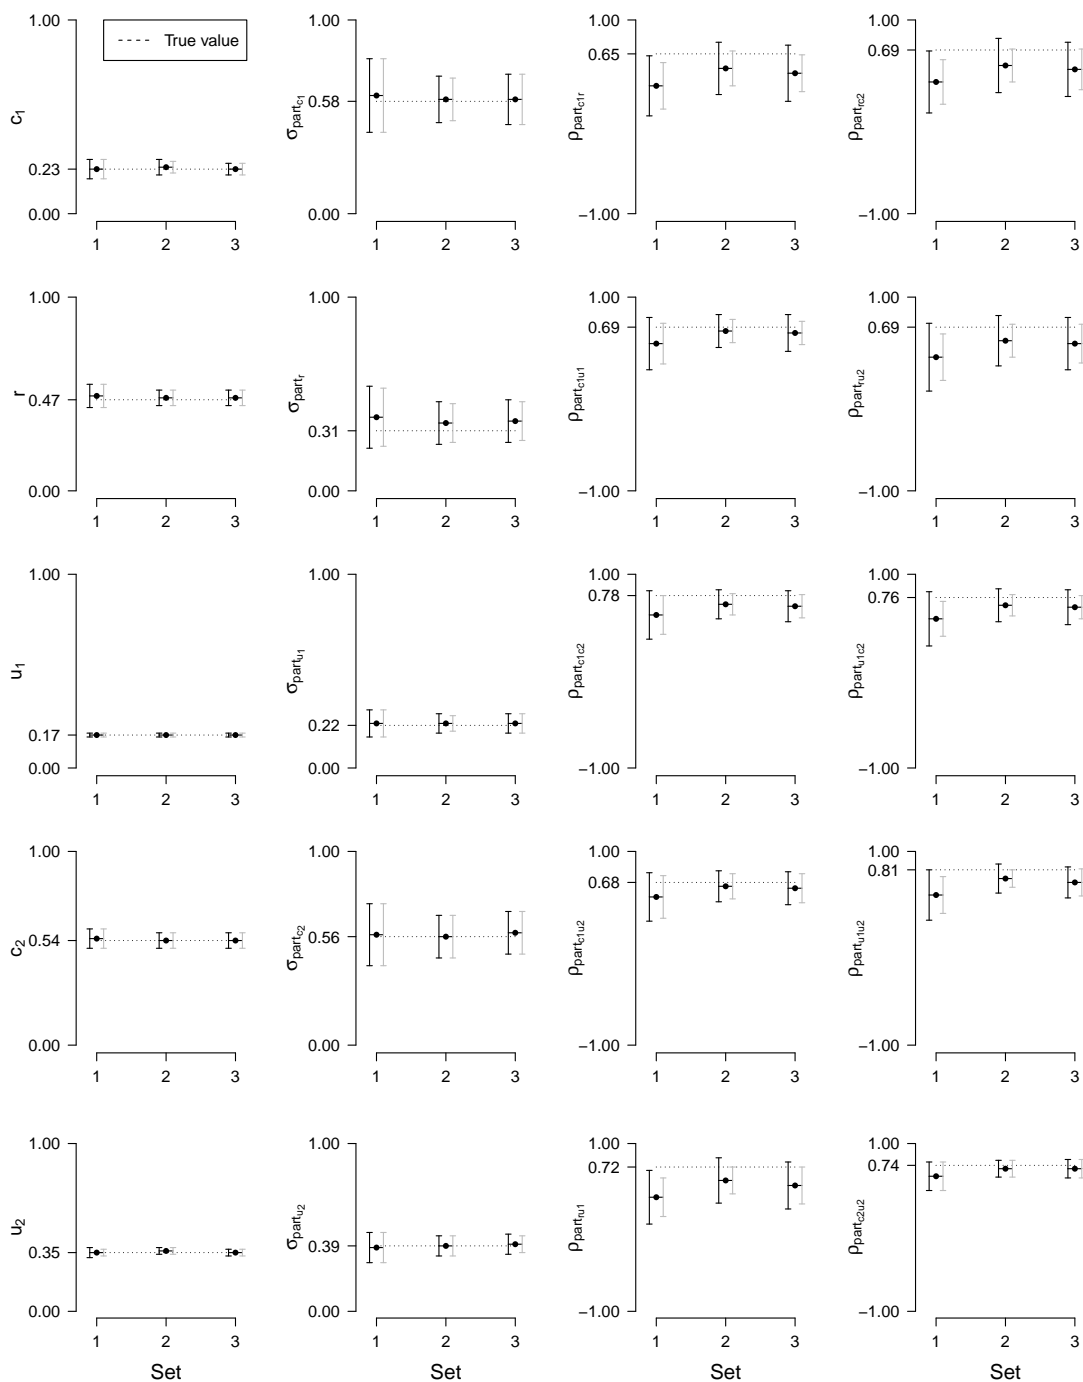 True value
1.00
c1
0.23
0.00
1 2 3
1.00
σpartc1
0.58
0.00
1 2 3
1.00
0.65
ρpartc1r
−1.00
1 2 3
1.00
0.69
ρpartrc2
−1.00
1 2 3
1.00
r
0.47
0.00
1 2 3
1.00
σpartr
0.31
0.00
1 2 3
1.00
0.69
ρpartc1u1
−1.00
1 2 3
1.00
0.69
ρpartru2
−1.00
1 2 3
1.00
u1
0.17
0.00
1 2 3
1.00
σpartu1
0.22
0.00
1 2 3
1.00
0.78
ρpartc1c2
−1.00
1 2 3
1.00
0.76
ρpartu1c2
−1.00
1 2 3
1.00
c2
0.54
0.00
1 2 3
1.00
σpartc2
0.56
0.00
1 2 3
1.00
0.68
ρpartc1u2
−1.00
1 2 3
1.00
0.81
ρpartu1u2
−1.00
1 2 3
1.00
u2
0.35
0.00
1 2 3
Set
1.00
σpartu2
0.39
0.00
1 2 3
Set
1.00
0.72
ρpartru1
−1.00
1 2 3
Set
1.00
0.74
ρpartc2u2
−1.00
1 2 3
Set